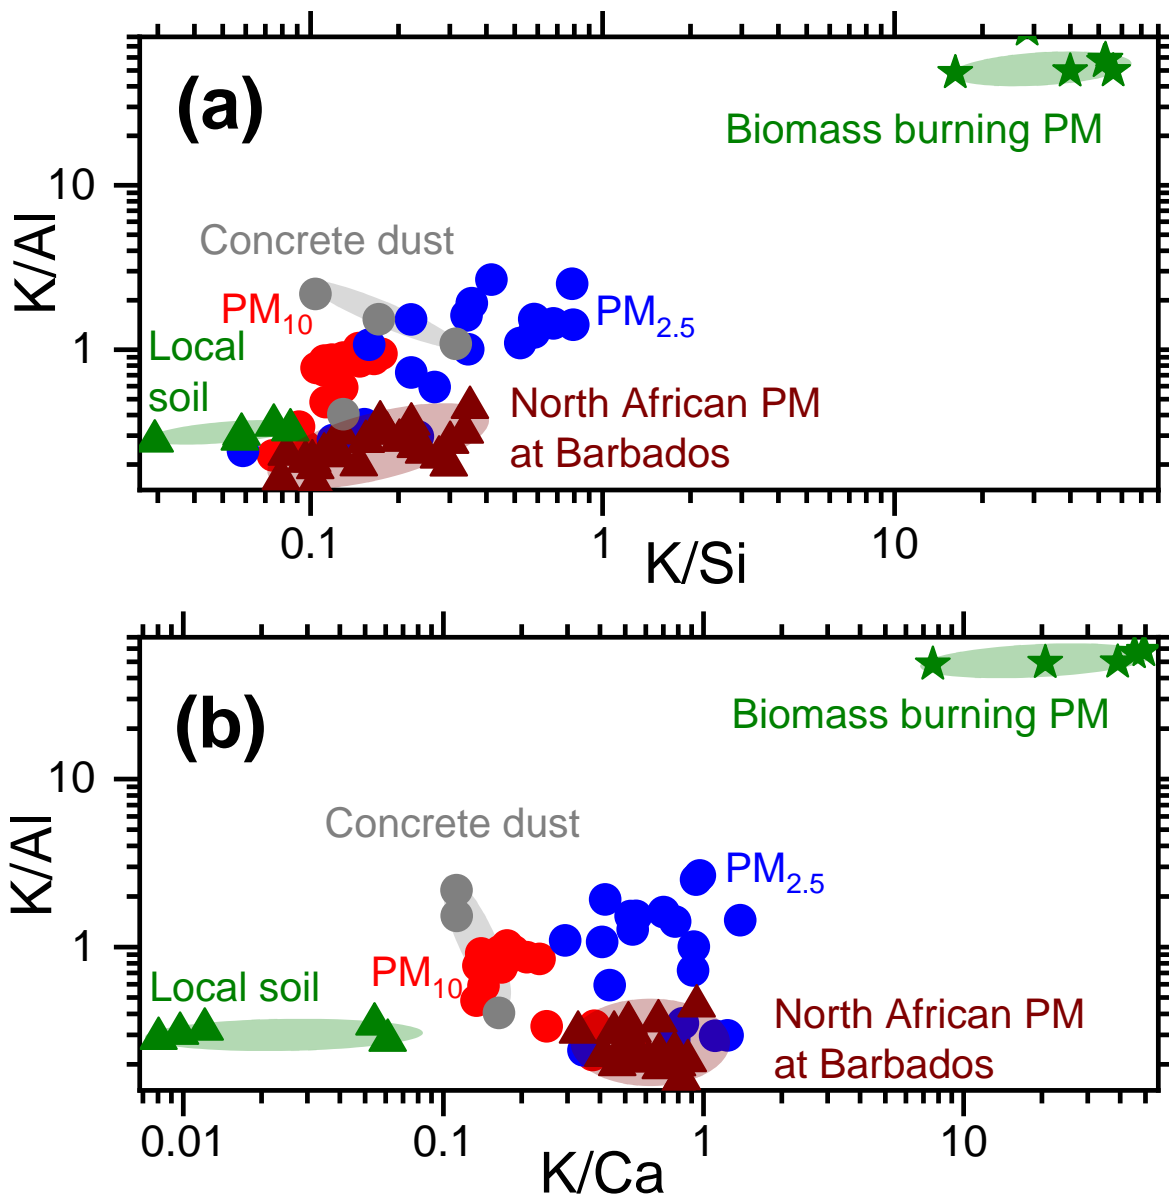 (a)
Biomass burning PM
10
K/Al
Concrete dust
PM10
PM2.5
1
Local
soil
North African PM
at Barbados
0.1
1
10
K/Si
(b)
Biomass burning PM
10
K/Al
Concrete dust
PM2.5
1
PM10
Local soil
North African PM
at Barbados
0.01
0.1
1
10
K/Ca